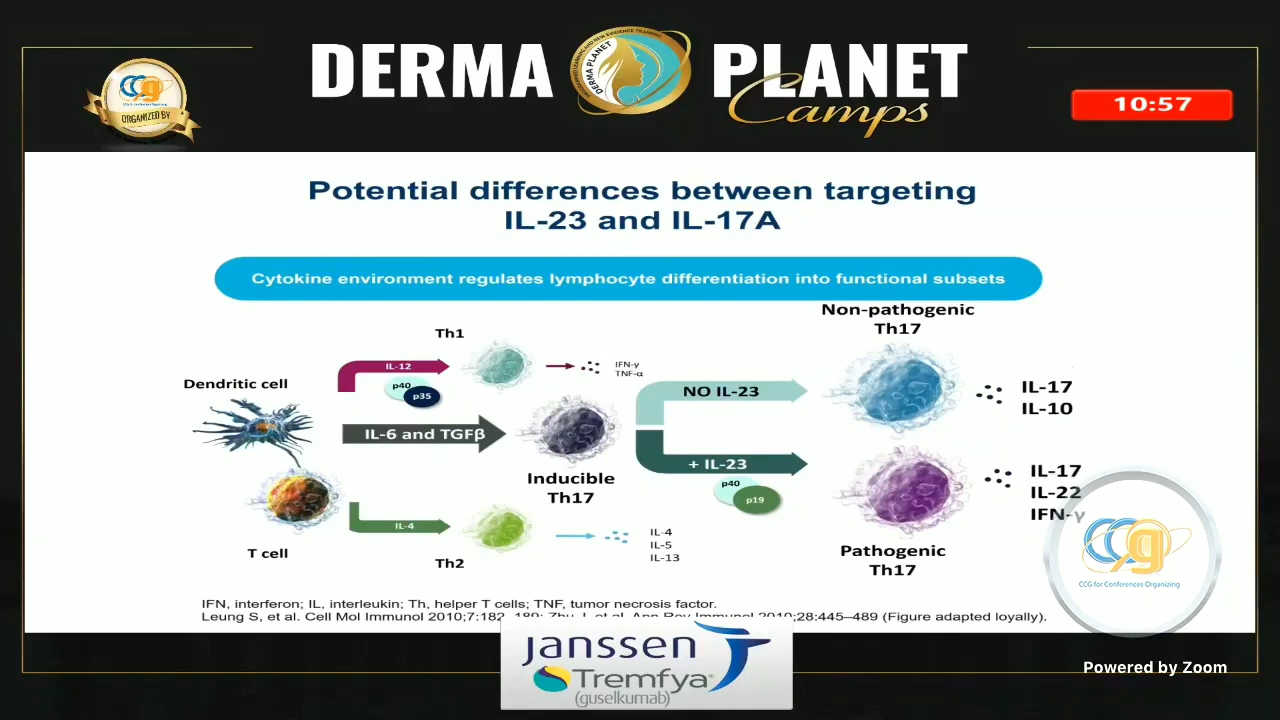 DERMA PLANET
Camps
DERMA PLANET
CCg
ORGANIZED BY
10:57
Potential differences between targeting
IL-23 and IL-17A
Cytokine environment regulates lymphocyte differentiation into functional subsets
Non-pathogenic
Th17
Th1
IL-12
p40
p35
IFN-γ
TNF-α
Dendritic cell
NO IL-23
IL-17
IL-10
IL-6 and TGFβ
+ IL-23
p40
p19
IL-17
IL-22
IFN-γ
Inducible
Th17
IL-4
IL-4
IL-5
IL-13
T cell
Th2
Pathogenic
Th17
CCg
CCG for Conferences Organizing
IFN, interferon; IL, interleukin; Th, helper T cells; TNF, tumor necrosis factor.
Leung S, et al. Cell Mol Immunol 2010;7:182–189; Zhu J, et al. Ann Rev Immunol 2010;28:445–489 (Figure adapted loyally).
janssen
Tremfya
(guselkumab)
Powered by Zoom